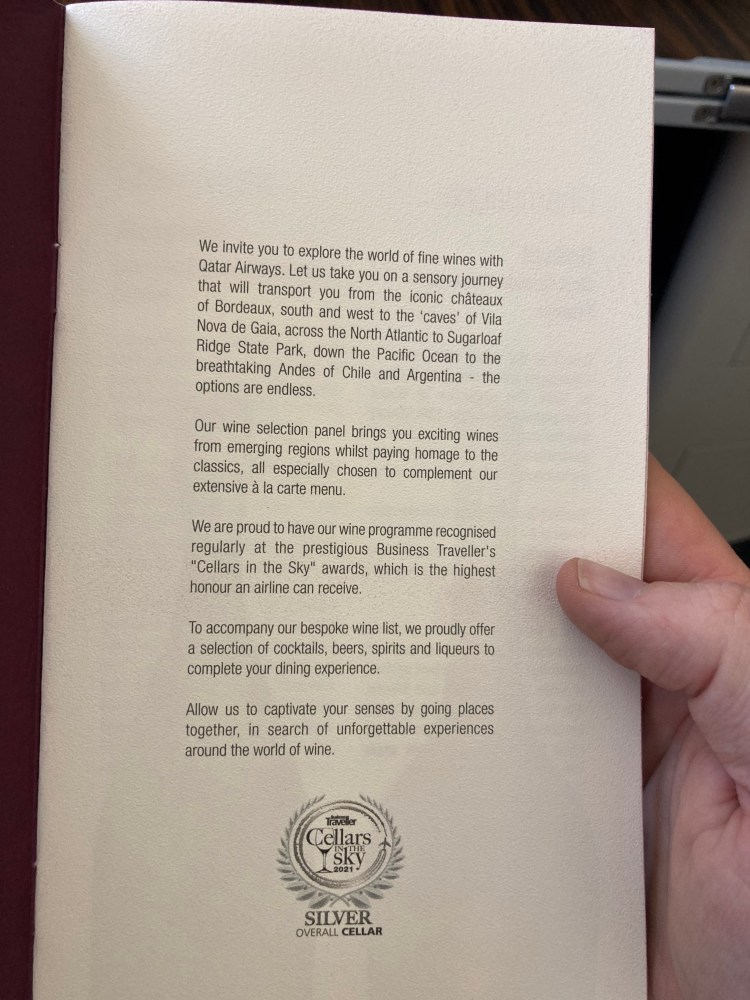 We invite you to explore the world of fine wines with
Qatar Airways. Let us take you on a sensory journey
that will transport you from the iconic châteaux
of Bordeaux, south and west to the 'caves' of Vila
Nova de Gaia, across the North Atlantic to Sugarloaf
Ridge State Park, down the Pacific Ocean to the
breathtaking Andes of Chile and Argentina - the
options are endless.
Our wine selection panel brings you exciting wines
from emerging regions whilst paying homage to the
classics, all especially chosen to complement our
extensive à la carte menu.
We are proud to have our wine programme recognised
regularly at the prestigious Business Traveller's
"Cellars in the Sky" awards, which is the highest
honour an airline can receive.
To accompany our bespoke wine list, we proudly offer
a selection of cocktails, beers, spirits and liqueurs to
complete your dining experience.
Allow us to captivate your senses by going places
together, in search of unforgettable experiences
around the world of wine.
Business
Traveller
Cellars
IN THE
sky
2021
SILVER
OVERALL CELLAR